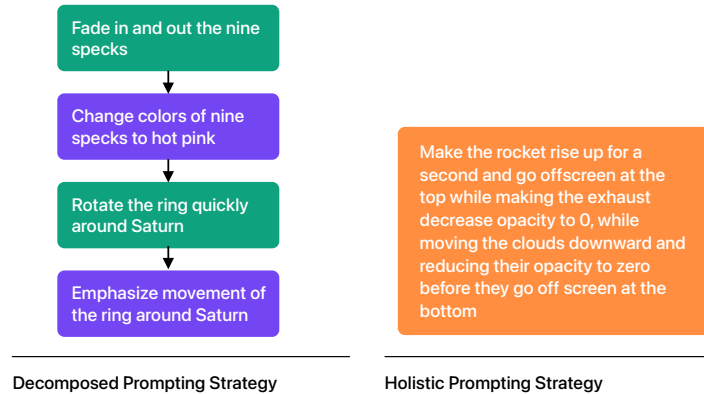 Fade in and out the nine
specks
Change colors of nine
specks to hot pink
Rotate the ring quickly
around Saturn
Emphasize movement of
the ring around Saturn
Decomposed Prompting Strategy
Make the rocket rise up for a
second and go offscreen at the
top while making the exhaust
decrease opacity to 0, while
moving the clouds downward and
reducing their opacity to zero
before they go off screen at the
bottom
Holistic Prompting Strategy